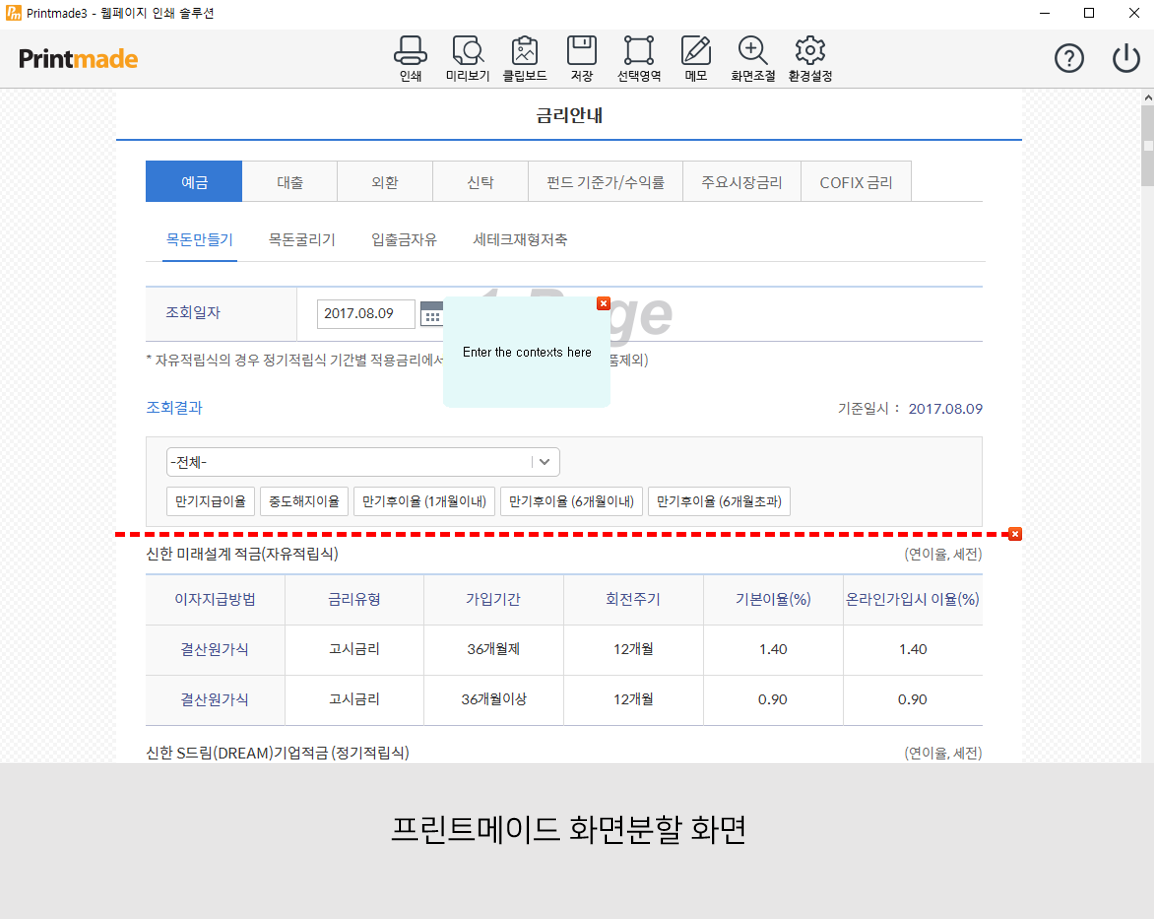 Printmade3 - 웹페이지 인쇄 솔루션
Printmade
인쇄 미리보기 클립보드 저장 선택영역 메모 화면조절 환경설정
금리안내
예금 대출 외환 신탁 펀드 기준가/수익률 주요시장금리 COFIX 금리
목돈만들기 목돈굴리기 입출금자유 세테크재형저축
조회일자 2017.08.09
Enter the contexts here
* 자유적립식의 경우 정기적립식 기간별 적용금리에서 품제외)
조회결과 기준일시 : 2017.08.09
-전체-
만기지급이율 중도해지이율 만기후이율 (1개월이내) 만기후이율 (6개월이내) 만기후이율 (6개월초과)
신한 미래설계 적금(자유적립식) (연이율, 세전)
이자지급방법 금리유형 가입기간 회전주기 기본이율(%) 온라인가입시 이율(%)
결산원가식 고시금리 36개월제 12개월 1.40 1.40
결산원가식 고시금리 36개월이상 12개월 0.90 0.90
신한 S드림(DREAM)기업적금 (정기적립식) (연이율, 세전)
프린트메이드 화면분할 화면